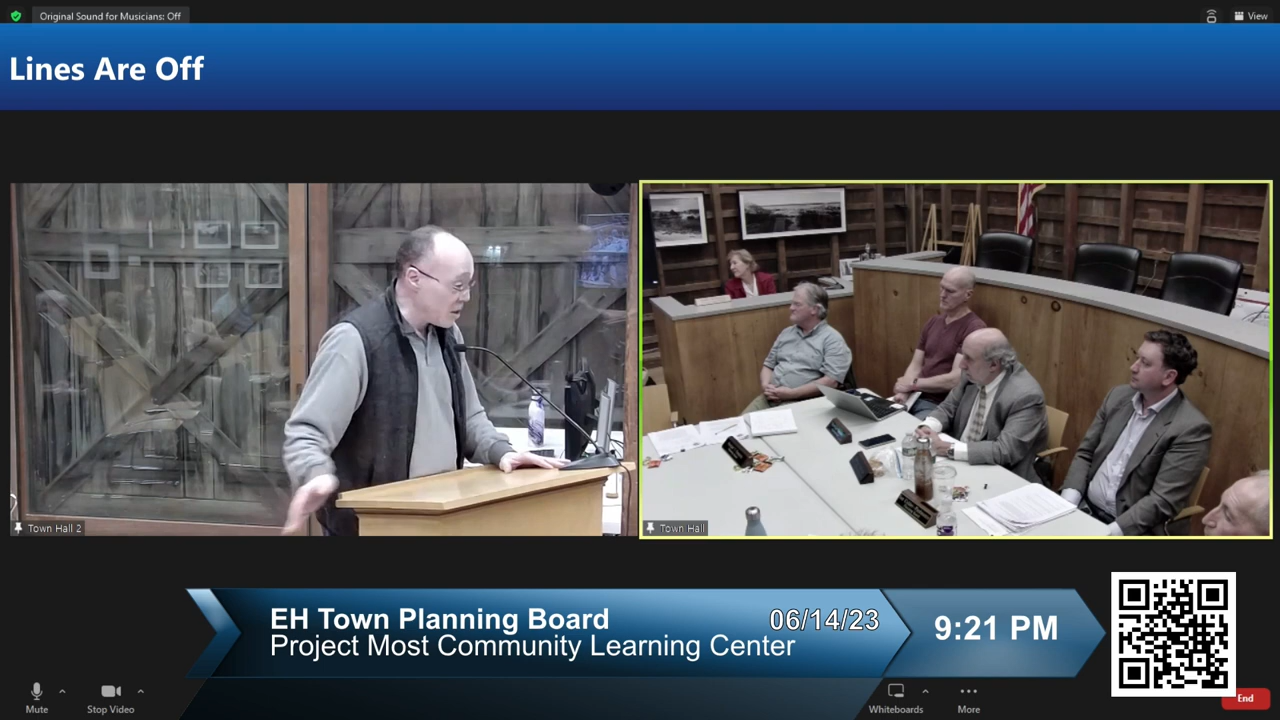 Original Sound for Musicians: Off
View
Lines Are Off
Town Hall 2
Town Hall
EH Town Planning Board
06/14/23
9:21 PM
Project Most Community Learning Center
Mute
Stop Video
Whiteboards
More
End